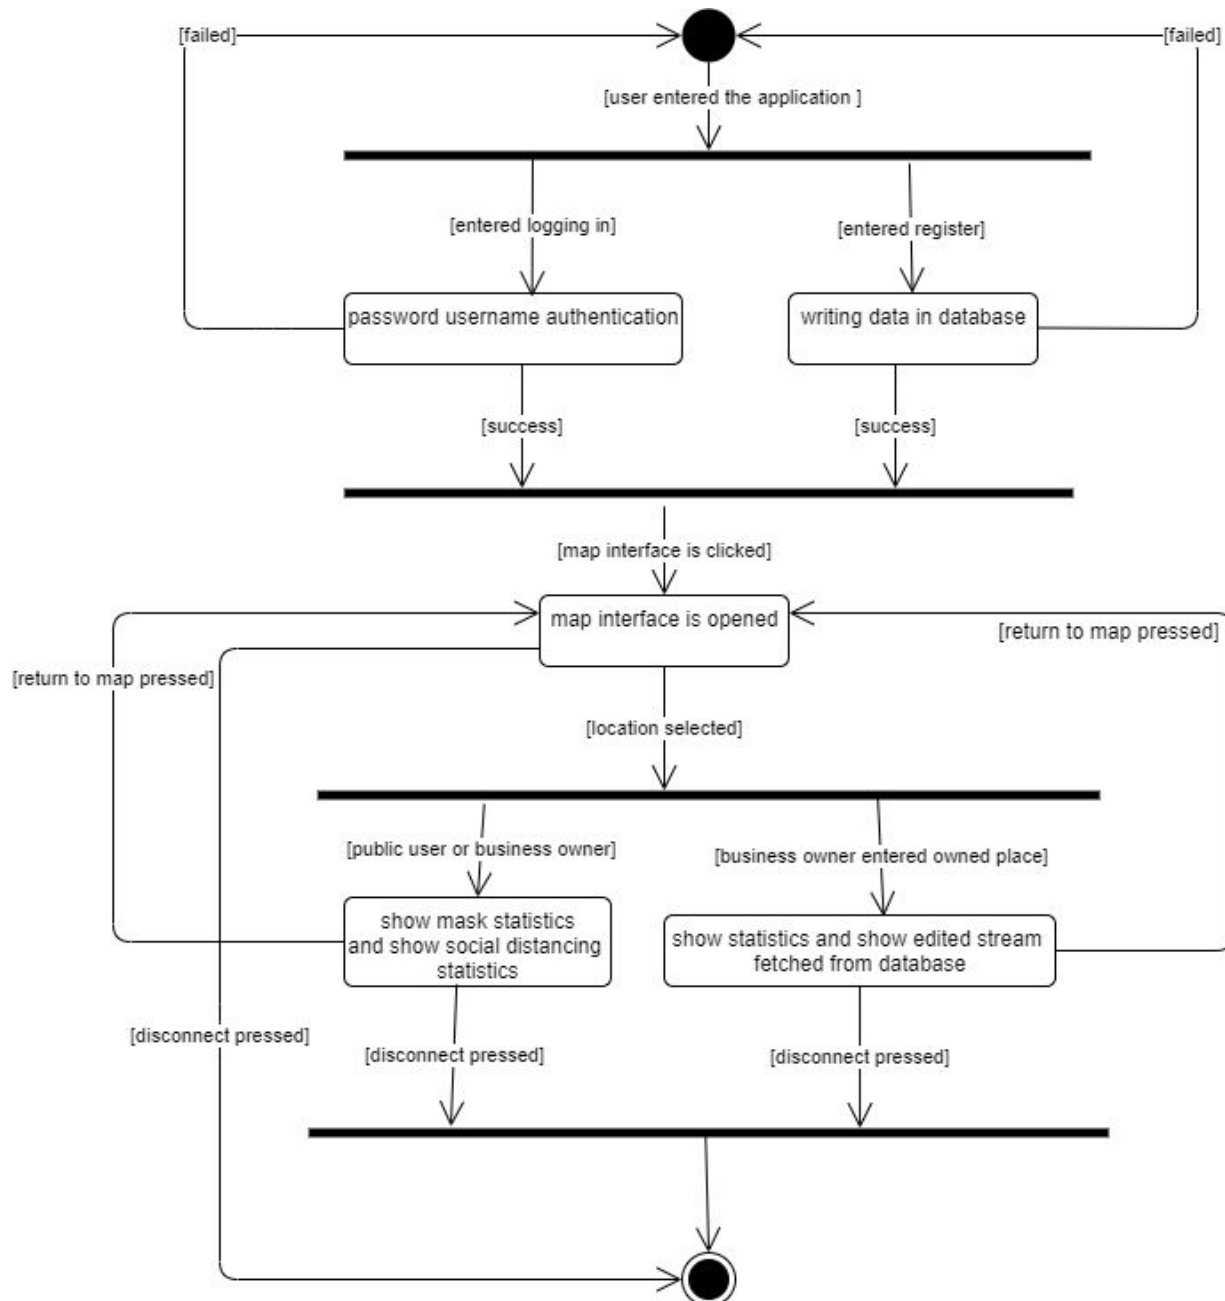 [failed]
[failed]
[user entered the application ]
[entered logging in]
[entered register]
password username authentication
writing data in database
[success]
[success]
[map interface is clicked]
map interface is opened
[return to map pressed]
[return to map pressed]
[location selected]
[public user or business owner]
[business owner entered owned place]
show mask statistics
and show social distancing
statistics
show statistics and show edited stream
fetched from database
[disconnect pressed]
[disconnect pressed]
[disconnect pressed]